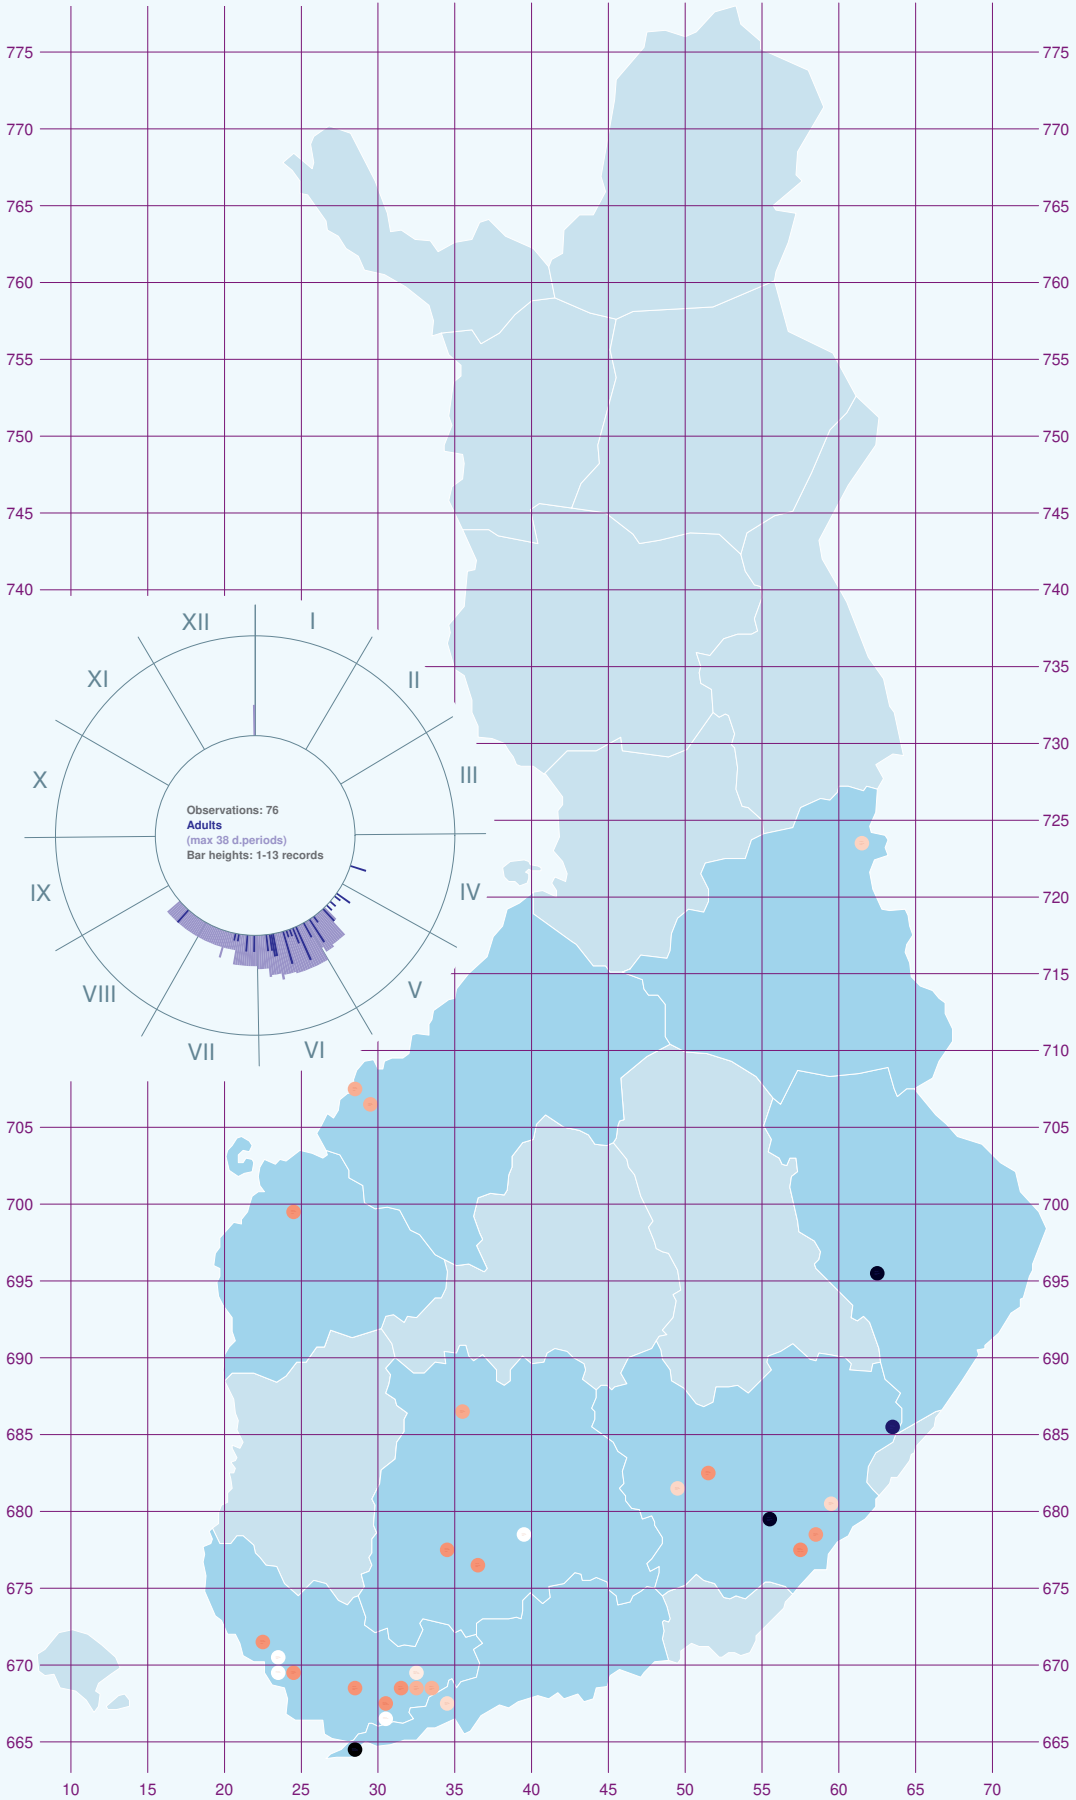 775 775
770 770
765 765
760 760
755 755
750 750
745 745
740 740
XII I
XI II
735
730
X III
Observations: 76
Adults
(max 38 d.periods)
Bar heights: 1-13 records
725
IX IV
720
VIII V
715
VII VI
710
705 705
700 700
695 695
690 690
685 685
680 680
675 675
670 670
665 665
10 15 20 25 30 35 40 45 50 55 60 65 70